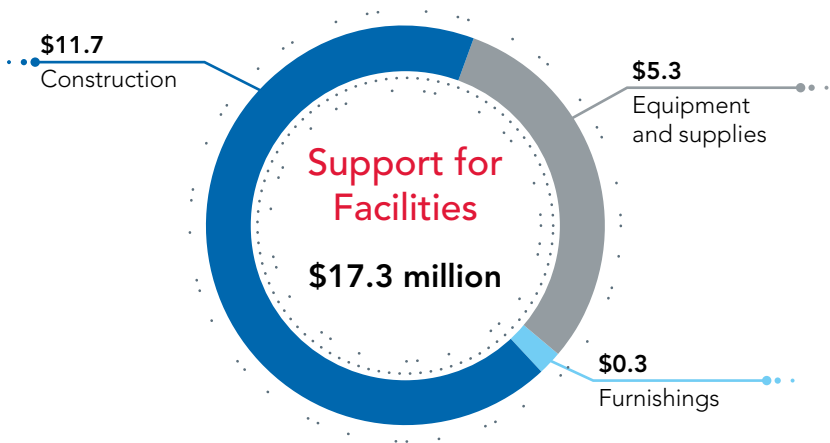 $11.7
Construction
$5.3
Equipment
and supplies
Support for
Facilities
$17.3 million
$0.3
Furnishings